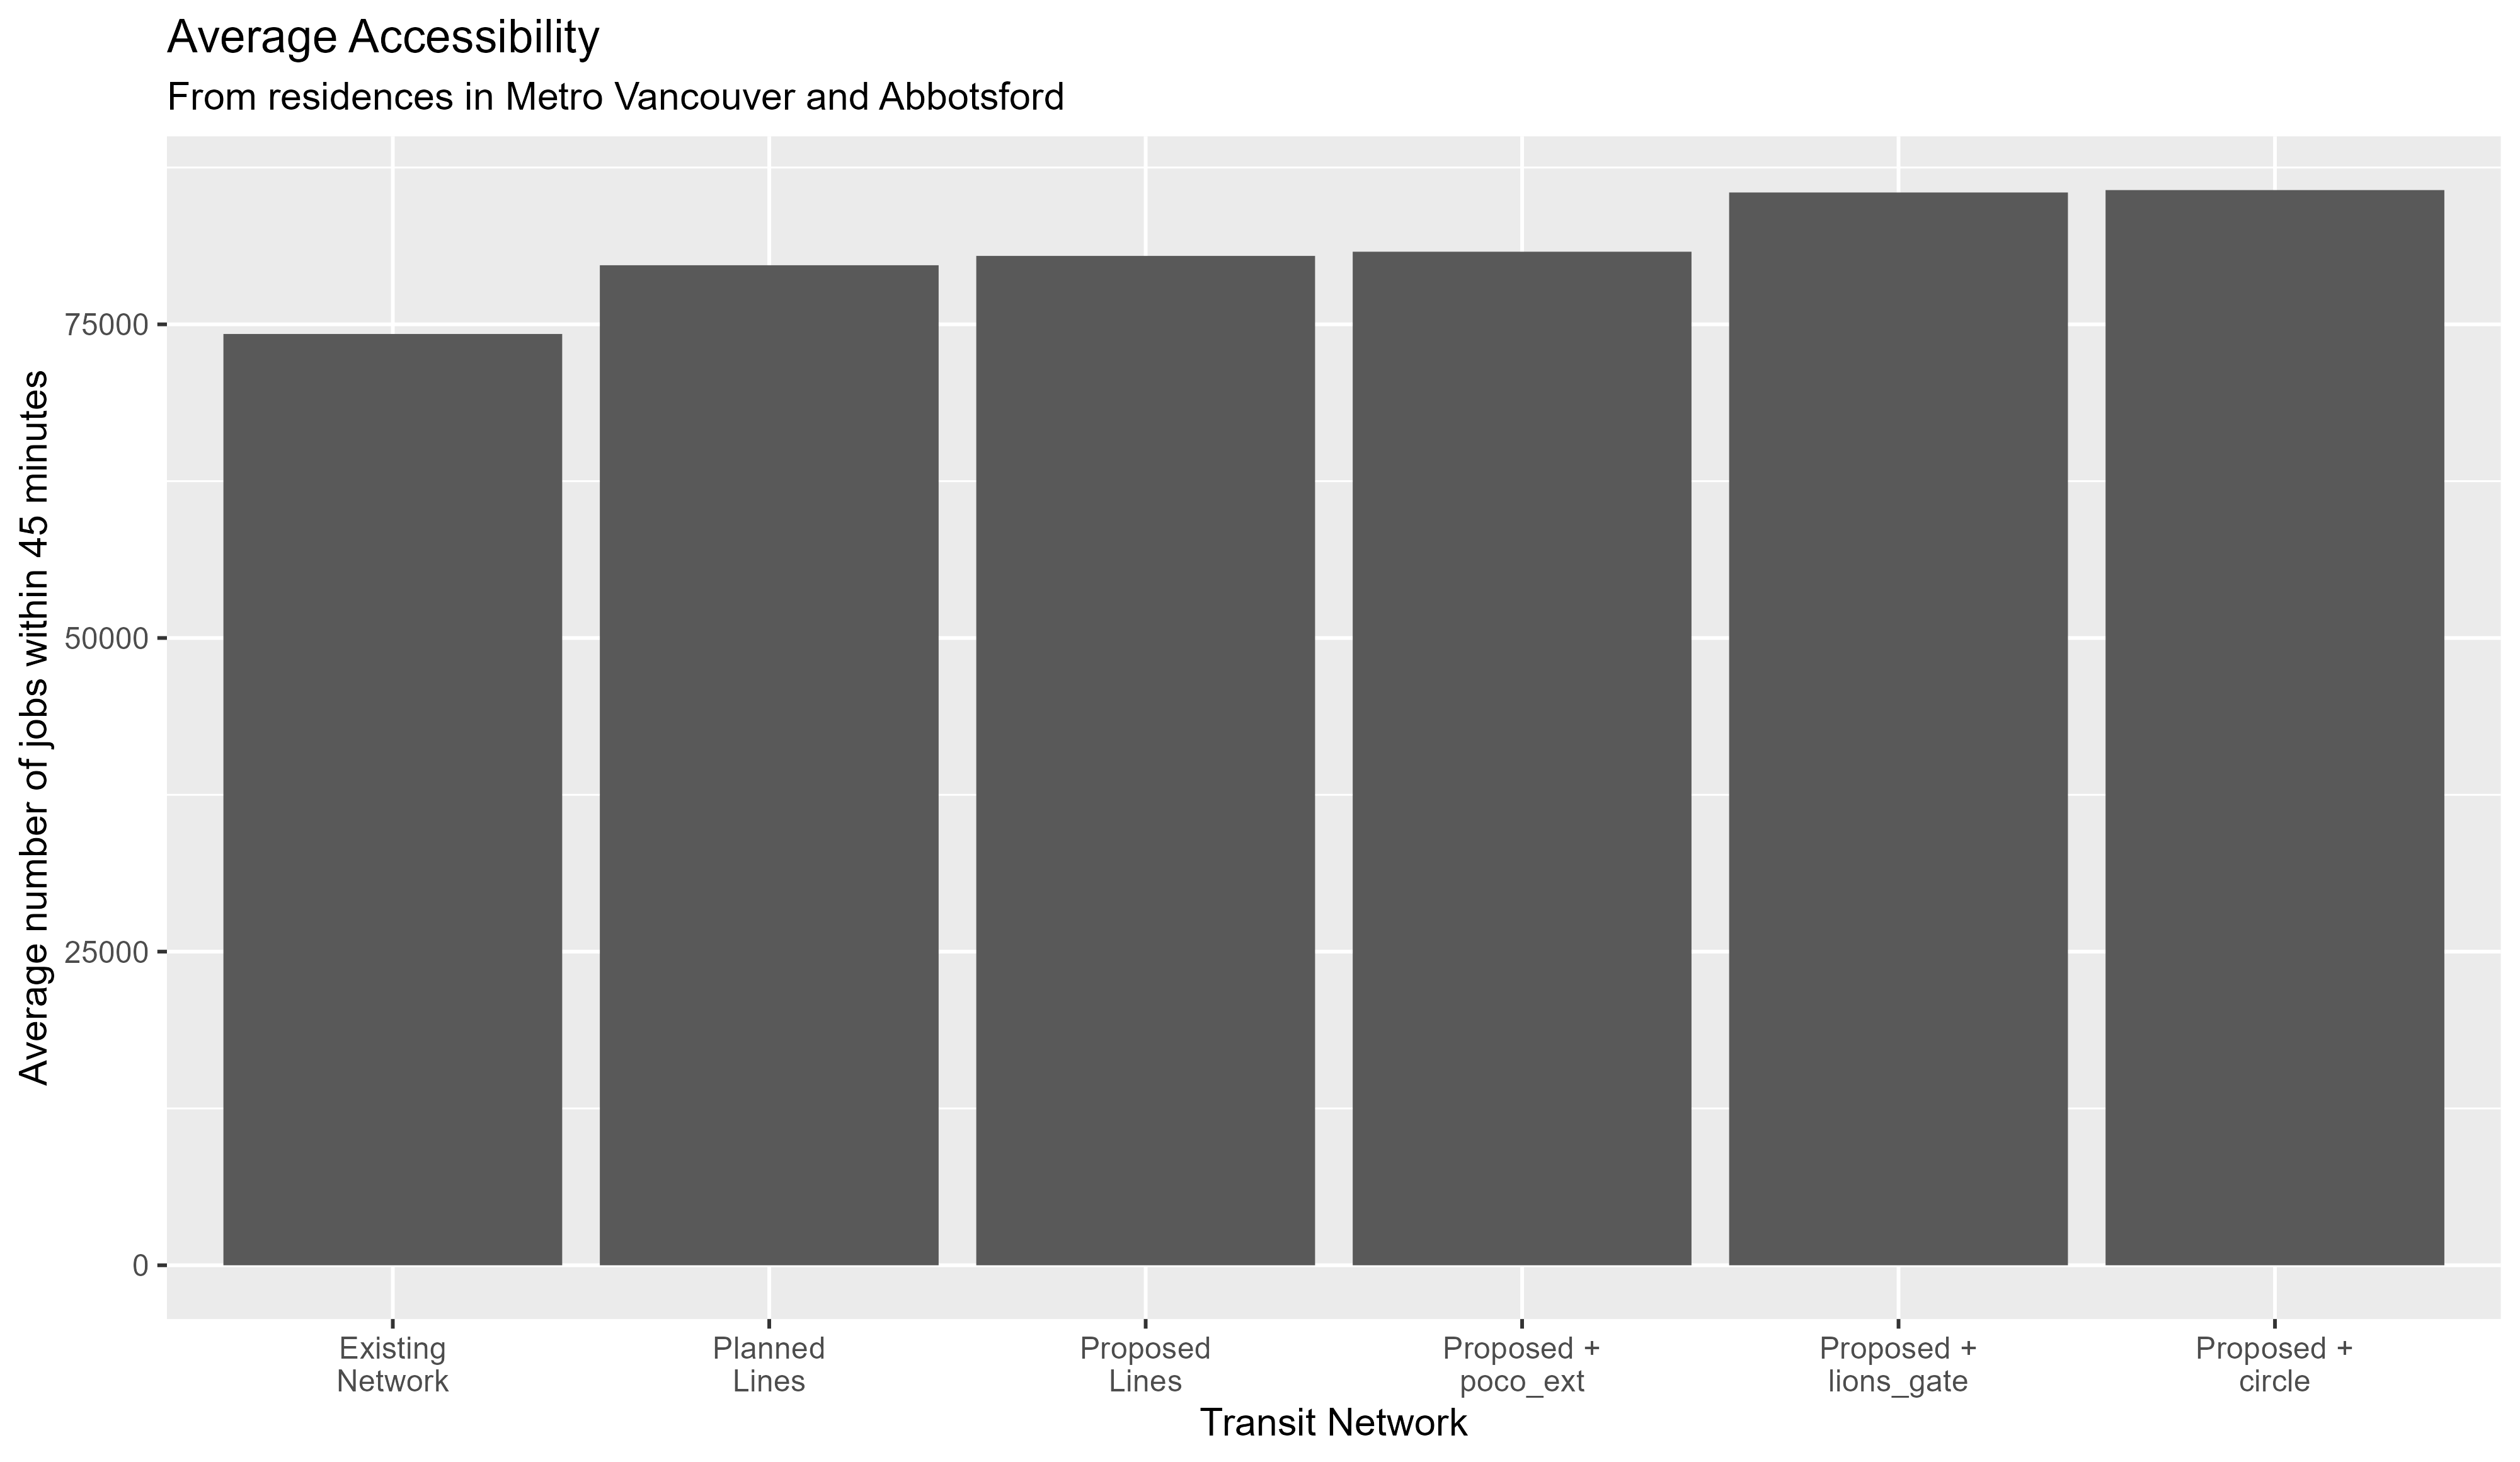 Average Accessibility
From residences in Metro Vancouver and Abbotsford
Average number of jobs within 45 minutes
75000
50000
25000
0
Existing
Network
Planned
Lines
Proposed
Lines
Proposed +
poco_ext
Proposed +
lions_gate
Proposed +
circle
Transit Network